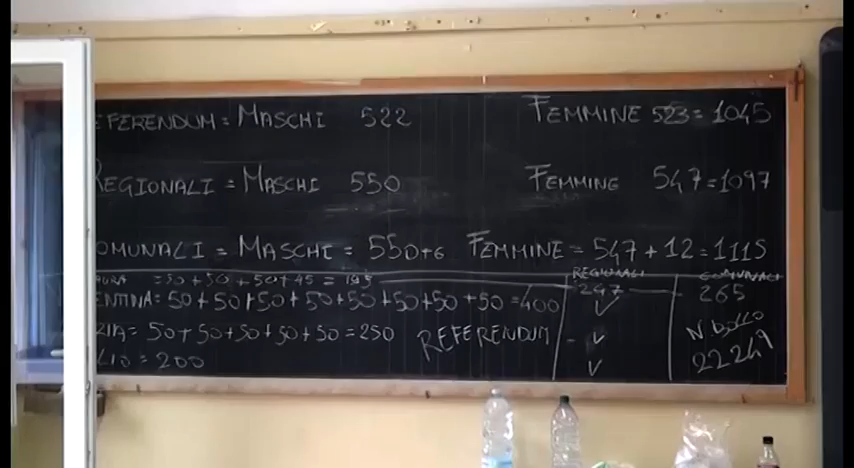 EFERENDUM = MASCHI 522 FEMMINE 523 = 1045
REGIONALI = MASCHI 550 FEMMINE 547 = 1097
OMUNALI = MASCHI = 550+6 FEMMINE = 547 + 12 = 1115
= 50 + 50 + 50 + 45 = 195 REGIONALI COMUNALI
ENTINA = 50 + 50 + 50 + 50 + 50 + 50 + 50 + 50 = 400 247 265
RIA = 50 + 50 + 50 + 50 + 50 = 250 REFERENDUM N. BOLLO
LIO = 200 22249